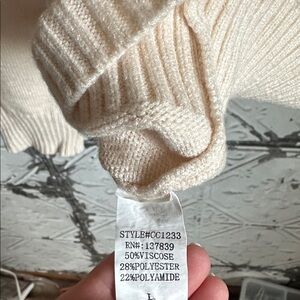 STYLE#CC1233
RN#:137839
50%VISCOSE
28%POLYESTER
22%POLYAMIDE
L